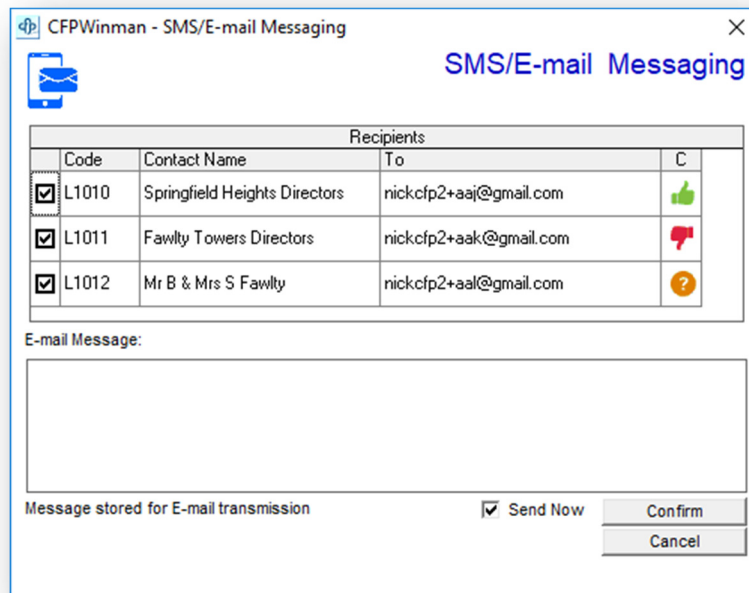 CFPWinman - SMS/E-mail Messaging
SMS/E-mail Messaging
Recipients
Code Contact Name To C
L1010 Springfield Heights Directors nickcfp2+aaj@gmail.com
L1011 Fawlty Towers Directors nickcfp2+aak@gmail.com
L1012 Mr B & Mrs S Fawlty nickcfp2+aal@gmail.com ?
E-mail Message:
Message stored for E-mail transmission Send Now Confirm
Cancel